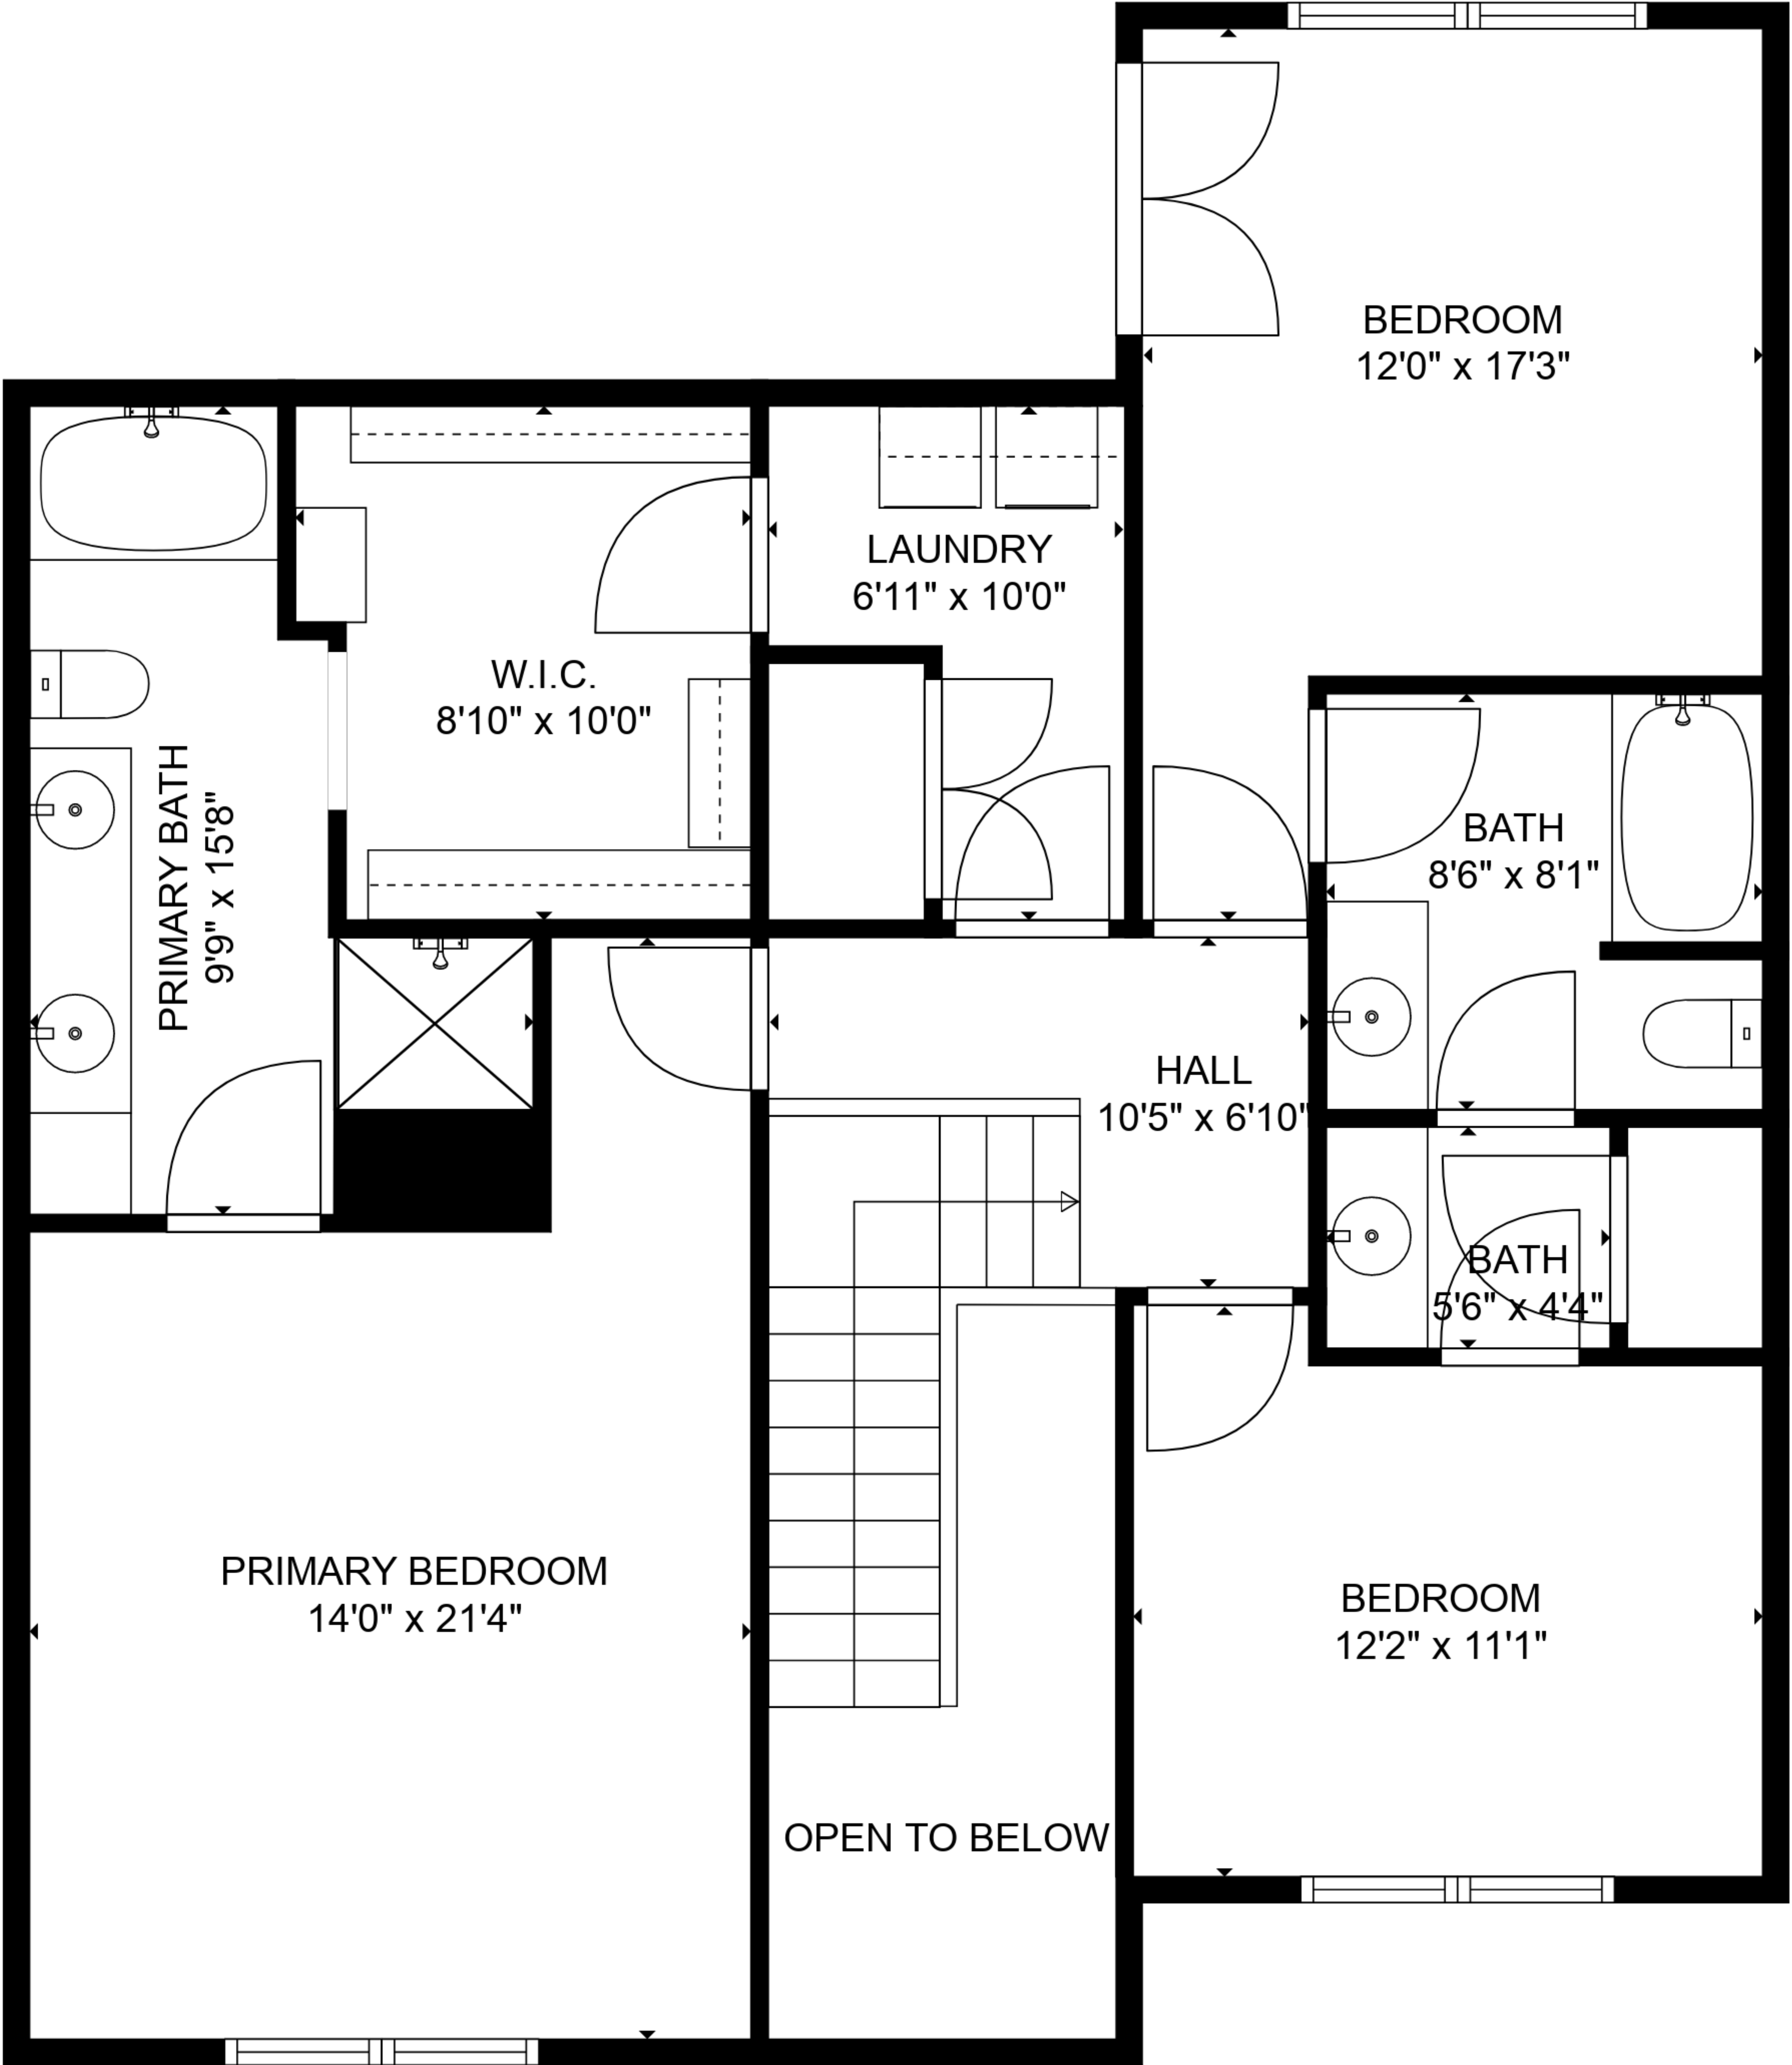 BEDROOM
12'0" x 17'3"
LAUNDRY
6'11" x 10'0"
W.I.C.
8'10" x 10'0"
PRIMARY BATH
9'9" x 15'8"
BATH
8'6" x 8'1"
HALL
10'5" x 6'10"
BATH
5'6" x 4'4"
PRIMARY BEDROOM
14'0" x 21'4"
BEDROOM
12'2" x 11'1"
OPEN TO BELOW